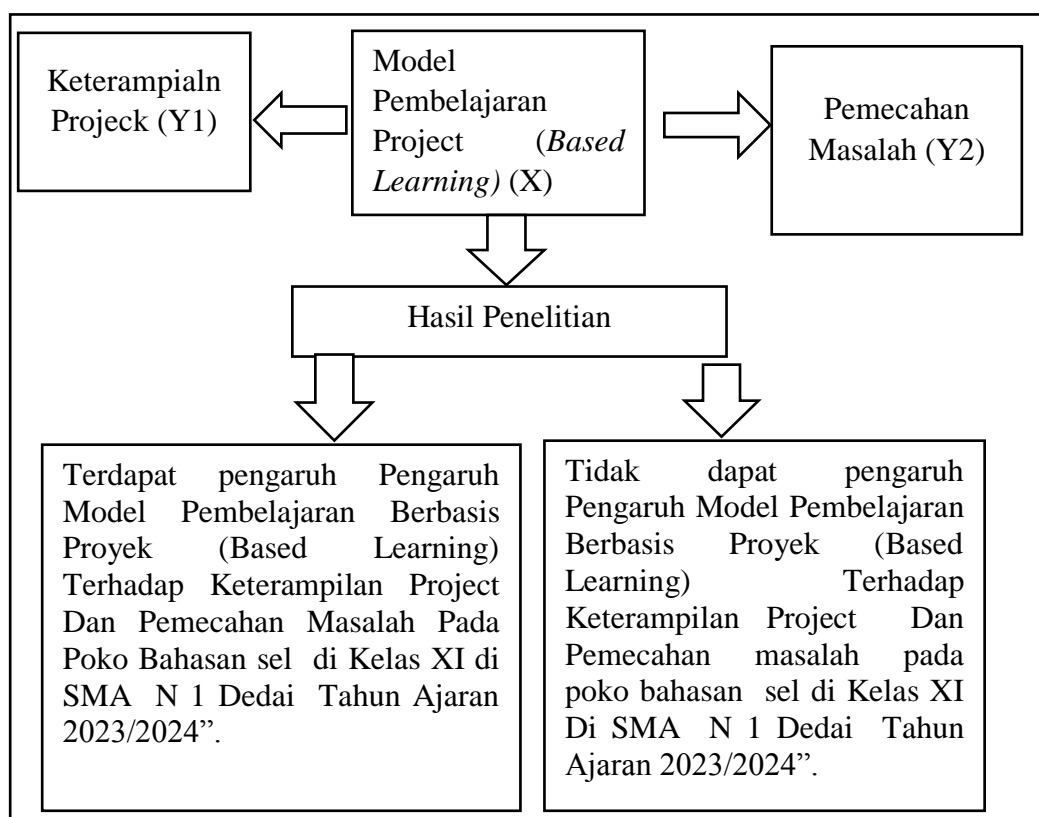 Keterampialn
Projeck (Y1)
Model
Pembelajaran
Project (Based
Learning) (X)
Pemecahan
Masalah (Y2)
Hasil Penelitian
Terdapat pengaruh Pengaruh
Model Pembelajaran Berbasis
Proyek (Based Learning)
Terhadap Keterampilan Project
Dan Pemecahan Masalah Pada
Poko Bahasan sel di Kelas XI di
SMA N 1 Dedai Tahun Ajaran
2023/2024”.
Tidak dapat pengaruh
Pengaruh Model Pembelajaran
Berbasis Proyek (Based
Learning) Terhadap
Keterampilan Project Dan
Pemecahan masalah pada
poko bahasan sel di Kelas XI
Di SMA N 1 Dedai Tahun
Ajaran 2023/2024”.